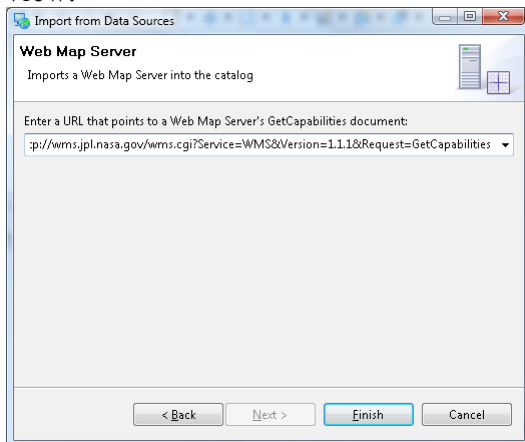 Import from Data Sources
Web Map Server
Imports a Web Map Server into the catalog
Enter a URL that points to a Web Map Server's GetCapabilities document:
:p://wms.jpl.nasa.gov/wms.cgi?Service=WMS&Version=1.1.1&Request=GetCapabilities
< Back Next > Finish Cancel